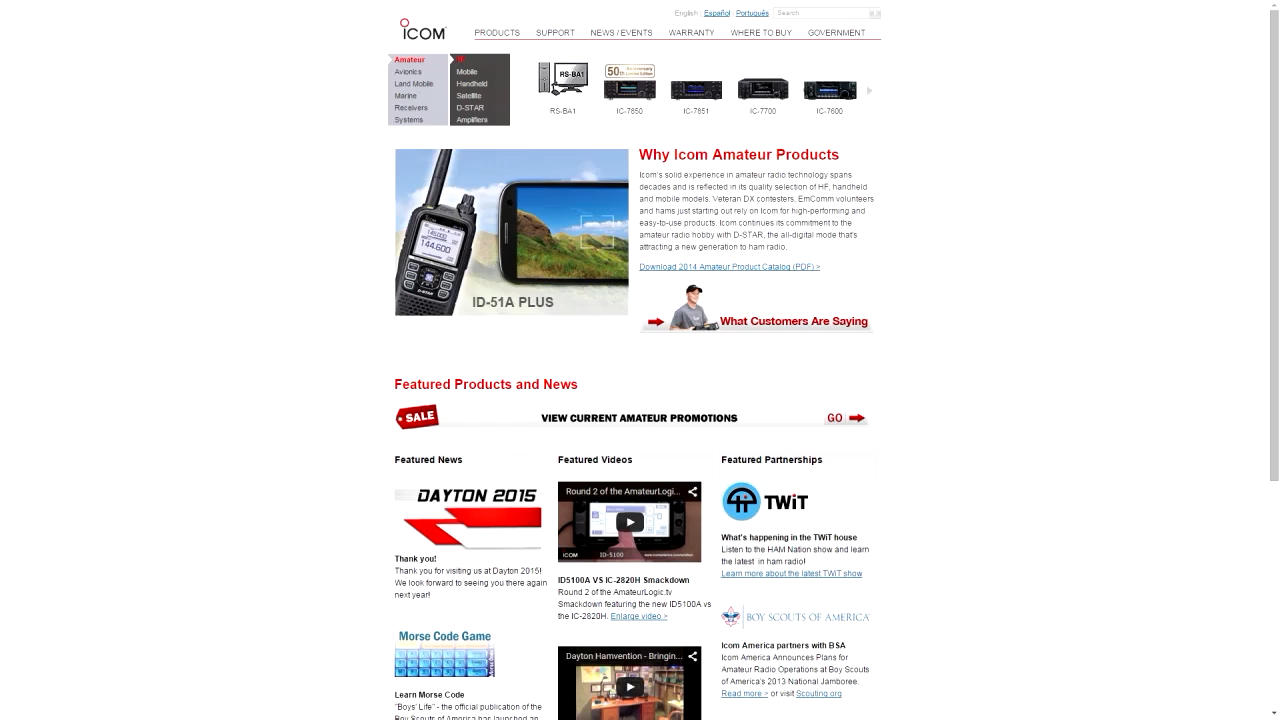 English | Español | Português
Search
ICOM
PRODUCTS
SUPPORT
NEWS / EVENTS
WARRANTY
WHERE TO BUY
GOVERNMENT
Amateur
Avionics
Land Mobile
Marine
Receivers
Systems
HF
Mobile
Handheld
Satellite
D-STAR
Amplifiers
RS-BA1
50th Anniversary
Limited Edition
RS-BA1
IC-7850
IC-7851
IC-7700
IC-7600
144.600
D-STAR
ID-51A PLUS
Why Icom Amateur Products
Icom's solid experience in amateur radio technology spans
decades and is reflected in its quality selection of HF, handheld
and mobile models. Veteran DX contesters, EmComm volunteers
and hams just starting out rely on Icom for high-performing and
easy-to-use products. Icom continues its commitment to the
amateur radio hobby with D-STAR, the all-digital mode that's
attracting a new generation to ham radio.
Download 2014 Amateur Product Catalog (PDF) >
What Customers Are Saying
Featured Products and News
SALE
VIEW CURRENT AMATEUR PROMOTIONS
GO
Featured News
DAYTON 2015
Thank you!
Thank you for visiting us at Dayton 2015!
We look forward to seeing you there again
next year!
Morse Code Game
Learn Morse Code
"Boys' Life" - the official publication of the
Boy Scouts of America has launched an
Featured Videos
Round 2 of the AmateurLogi...
ICOM
ID-5100
ID5100A VS IC-2820H Smackdown
Round 2 of the AmateurLogic.tv
Smackdown featuring the new ID5100A vs
the IC-2820H. Enlarge video >
Dayton Hamvention - Bringin...
Featured Partnerships
TWiT
What's happening in the TWiT house
Listen to the HAM Nation show and learn
the latest in ham radio!
Learn more about the latest TWiT show
BOY SCOUTS OF AMERICA
Icom America partners with BSA
Icom America Announces Plans for
Amateur Radio Operations at Boy Scouts
of America's 2013 National Jamboree.
Read more > or visit Scouting.org